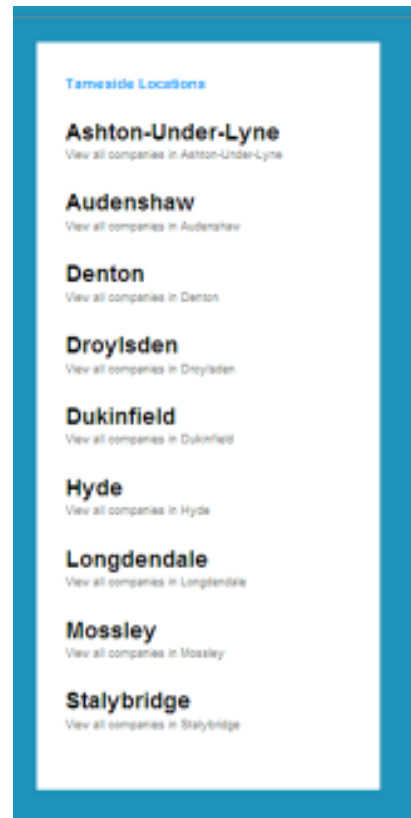 Tameside Locations
Ashton-Under-Lyne
View all companies in Ashton-Under-Lyne
Audenshaw
View all companies in Audenshaw
Denton
View all companies in Denton
Droylsden
View all companies in Droylsden
Dukinfield
View all companies in Dukinfield
Hyde
View all companies in Hyde
Longdendale
View all companies in Longdendale
Mossley
View all companies in Mossley
Stalybridge
View all companies in Stalybridge